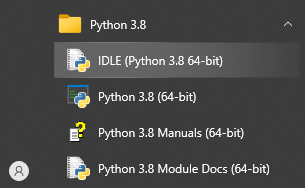 Python 3.8
IDLE (Python 3.8 64-bit)
Python 3.8 (64-bit)
Python 3.8 Manuals (64-bit)
Python 3.8 Module Docs (64-bit)